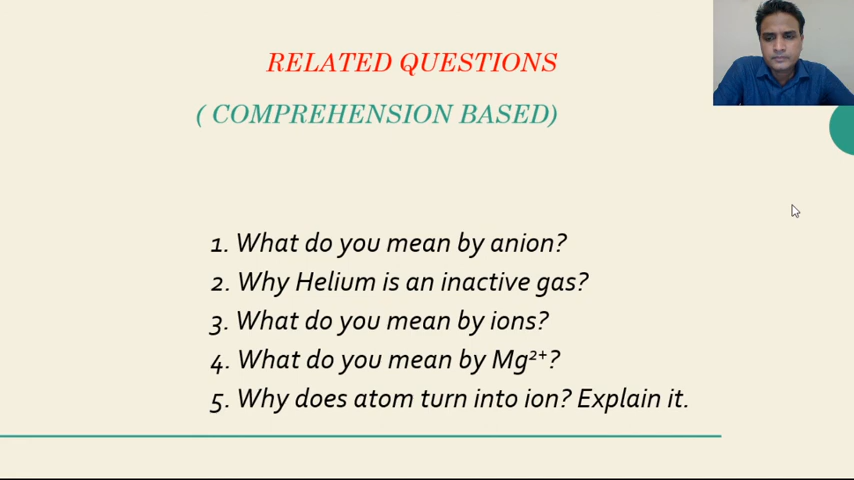 RELATED QUESTIONS
( COMPREHENSION BASED)
1. What do you mean by anion?
2. Why Helium is an inactive gas?
3. What do you mean by ions?
4. What do you mean by Mg²⁺?
5. Why does atom turn into ion? Explain it.